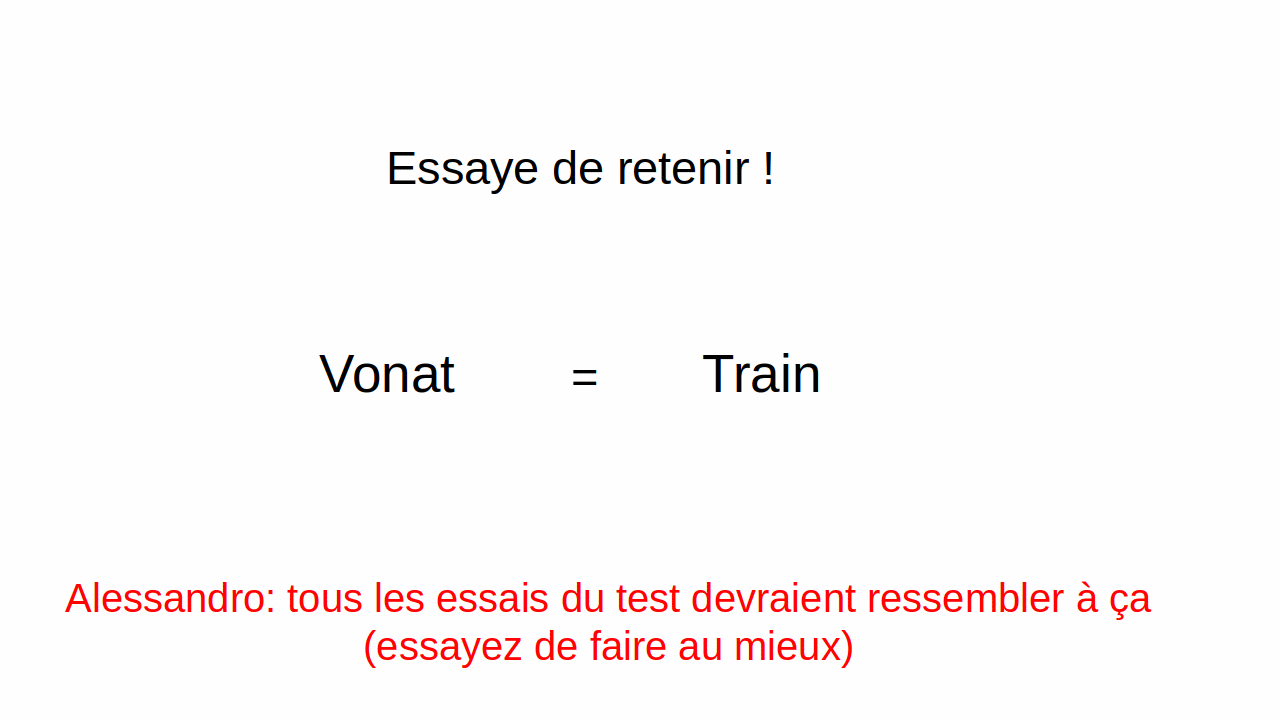 Essaye de retenir !
Vonat = Train
Alessandro: tous les essais du test devraient ressembler à ça
(essayez de faire au mieux)